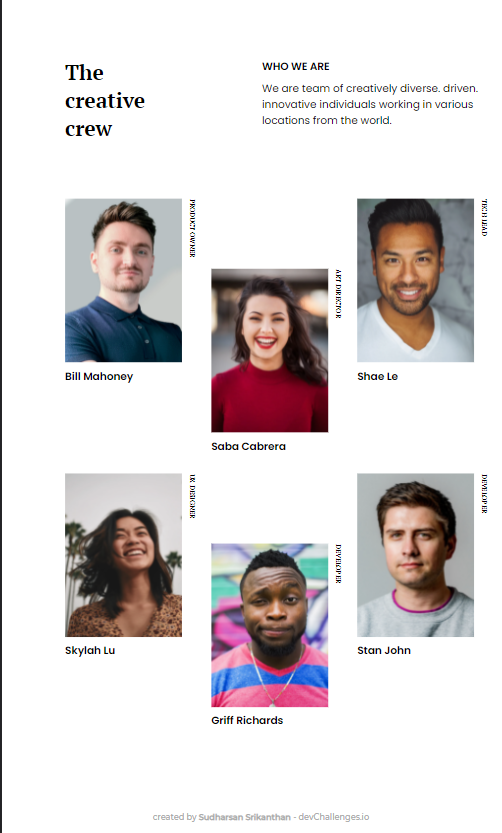 The
creative
crew
WHO WE ARE
We are team of creatively diverse. driven.
innovative individuals working in various
locations from the world.
PRODUCT OWNER
Bill Mahoney
ART DIRECTOR
Saba Cabrera
TECH LEAD
Shae Le
UX DESIGNER
Skylah Lu
DEVELOPER
Griff Richards
DEVELOPER
Stan John
created by Sudharsan Srikanthan - devChallenges.io